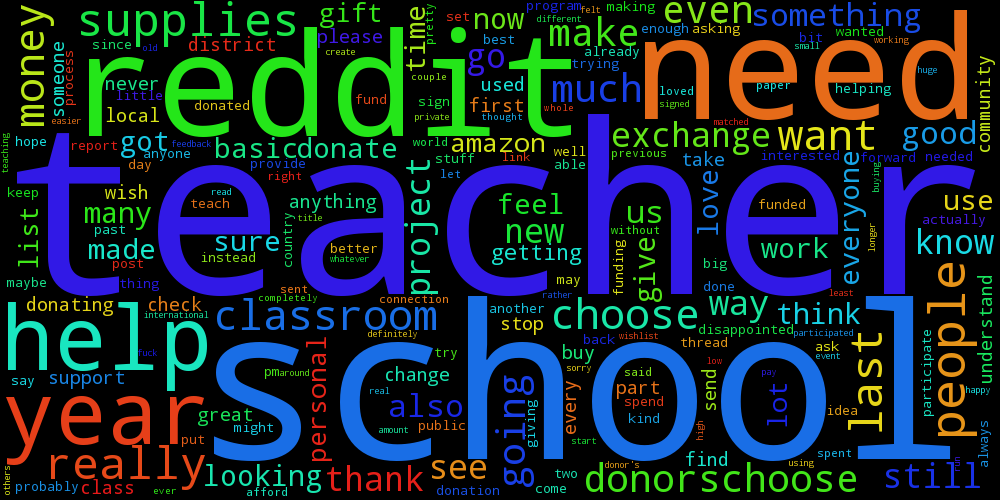 money
supplies
gift
time
pretty
set
now
program
different
felt
making
even
something
someone
process
since
old
district
please
create
best
go
make
already
enough
asking
wanted
bit
small
working
reddit
need
never
little
donated
fund
couple
sign
private
used
first
thought
trying
much
whole
loved
signed
paper
helping
huge
community
local
easier
hope
report
got
anyone
feedback
basicdonate
world
amazon
well
exchange
matched
want
good
teaching
day
provide
stuff
link
able
previous
take
interested
forward
needed
keep
wish
right
let
teacher
list
many
past
teach
read
anything
project
feel
us
without
love
funded
everyone
buying
use
made
post
sure
instead
title
country
better
whatever
new
getting
funding
give
big
work
longer
actually
know
maybe
thing
sent
completely
may
done
rather
least
people
understand
donating
check
international
classroom
connection
definitely
another
stop
choose
way
disappointed
think
participated
help
fuck
school
back
wishlist
thread
ask
event
last
participate
say
support
pm
around
try
change
buy
sorry
said
part
send
low
pay
lot
idea
happy
year
great
might
put
personal
real
amount
also
public
going
giving
every
spend
kind
start
high
always
really
looking
thank
see
find
using
spent
others
probably
class
ever
afford
donation
two
come
donor's
donorschoose
still
fun